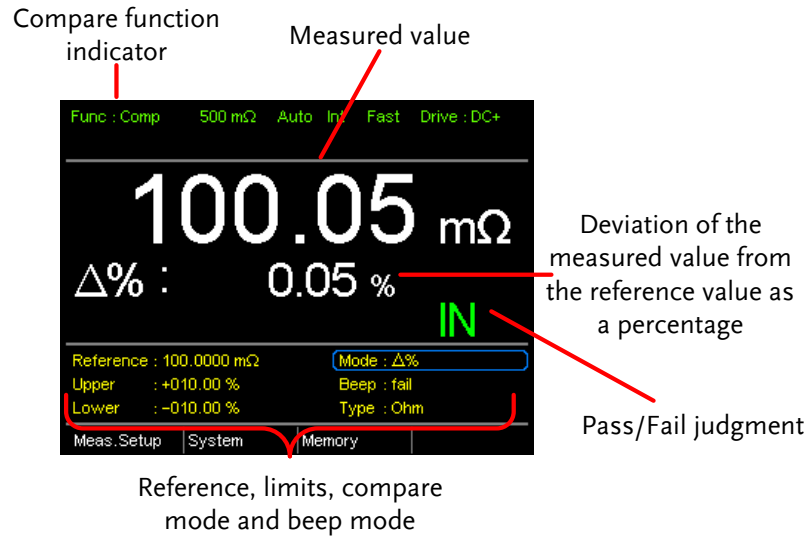 Compare function
indicator
Measured value
Func : Comp 500 mΩ Auto Int Fast Drive : DC+
100.05 mΩ
Δ% : 0.05 %
IN
Deviation of the
measured value from
the reference value as
a percentage
Reference : 100.0000 mΩ Mode : Δ%
Upper : +010.00 % Beep : fail
Lower : -010.00 % Type : Ohm
Pass/Fail judgment
Meas.Setup System Memory
Reference, limits, compare
mode and beep mode